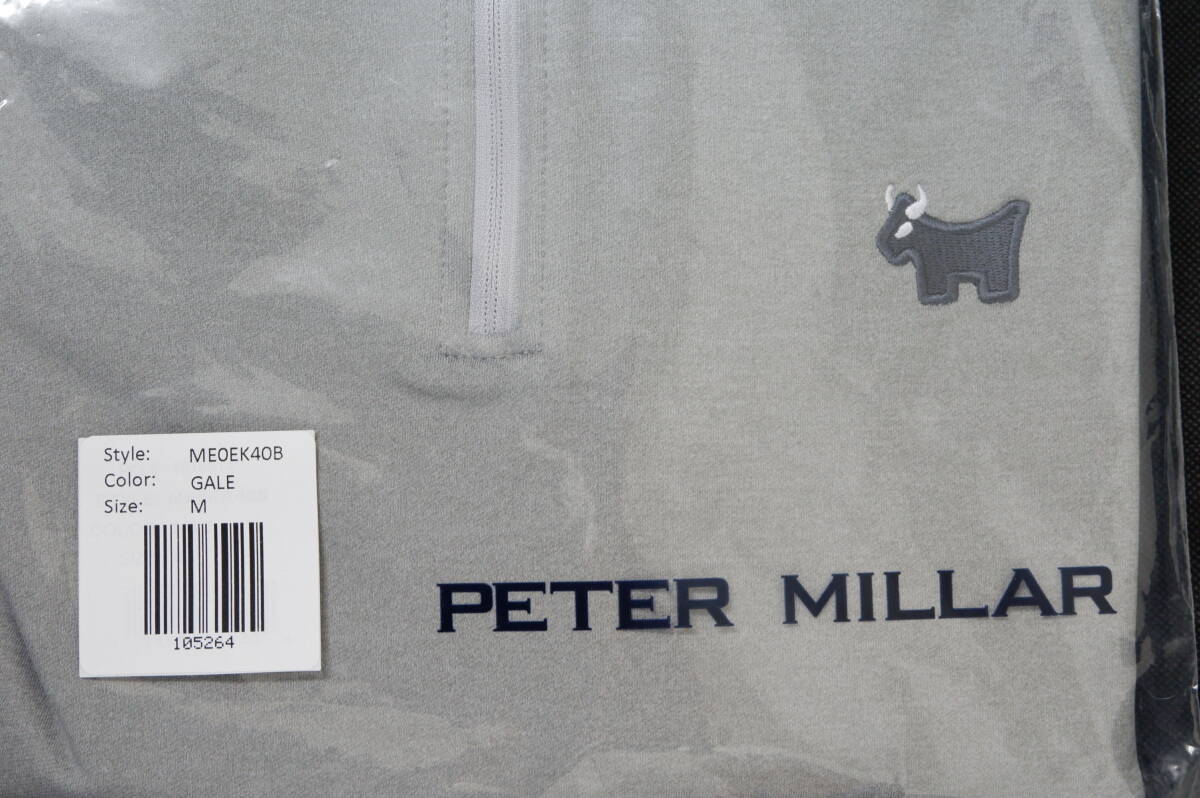 Style: ME0EK40B
Color: GALE
Size: M
105264
PETER MILLAR